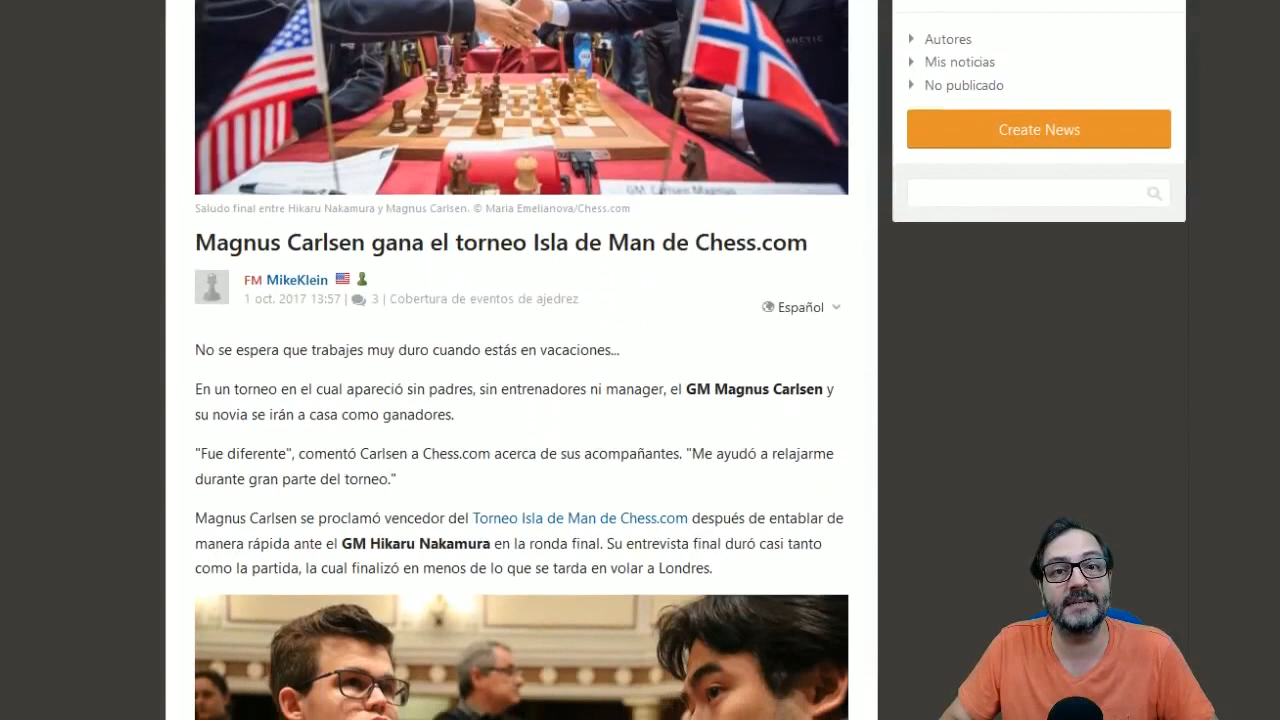 Autores
Mis noticias
No publicado
Create News
ARCTIC
GM Carlsen Magnus
Saludo final entre Hikaru Nakamura y Magnus Carlsen. © Maria Emelianova/Chess.com
Magnus Carlsen gana el torneo Isla de Man de Chess.com
FM MikeKlein
1 oct. 2017 13:57 | 3 | Cobertura de eventos de ajedrez
Español
No se espera que trabajes muy duro cuando estás en vacaciones...
En un torneo en el cual apareció sin padres, sin entrenadores ni manager, el GM Magnus Carlsen y
su novia se irán a casa como ganadores.
"Fue diferente", comentó Carlsen a Chess.com acerca de sus acompañantes. "Me ayudó a relajarme
durante gran parte del torneo."
Magnus Carlsen se proclamó vencedor del Torneo Isla de Man de Chess.com después de entablar de
manera rápida ante el GM Hikaru Nakamura en la ronda final. Su entrevista final duró casi tanto
como la partida, la cual finalizó en menos de lo que se tarda en volar a Londres.